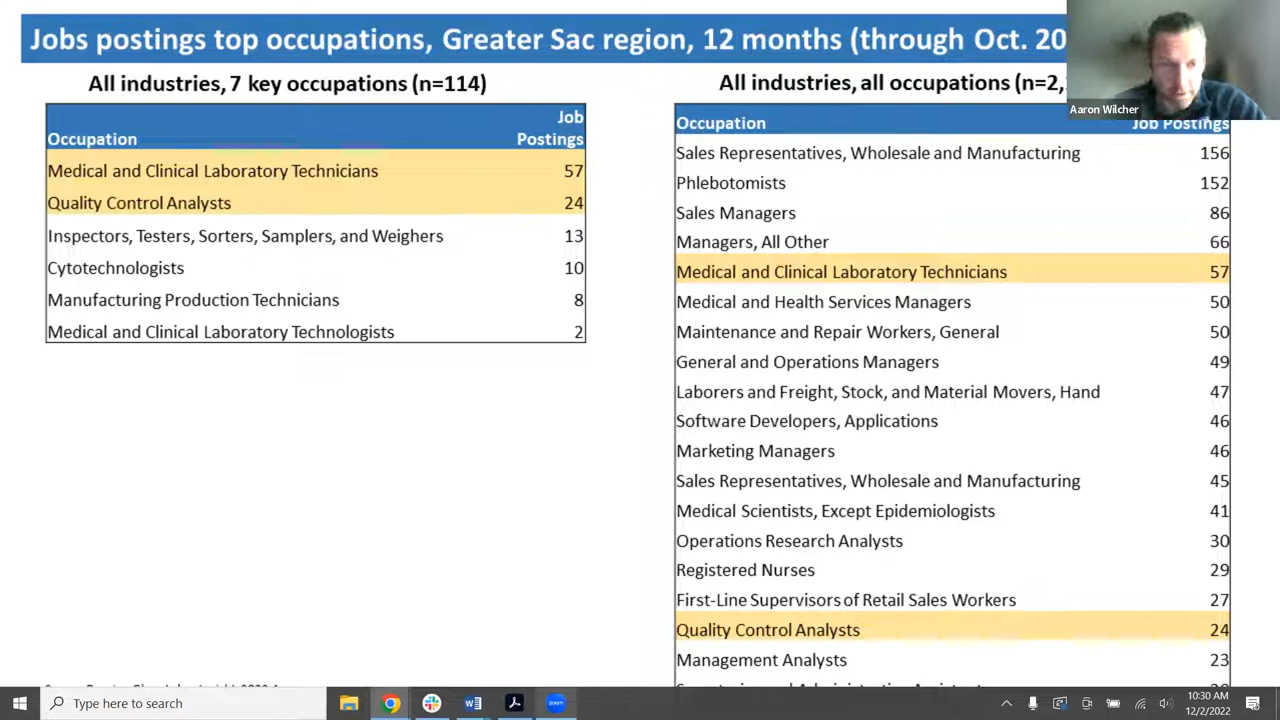 Jobs postings top occupations, Greater Sac region, 12 months (through Oct. 20
Aaron Wilcher
All industries, 7 key occupations (n=114)
Occupation Job Postings
Medical and Clinical Laboratory Technicians 57
Quality Control Analysts 24
Inspectors, Testers, Sorters, Samplers, and Weighers 13
Cytotechnologists 10
Manufacturing Production Technicians 8
Medical and Clinical Laboratory Technologists 2
All industries, all occupations (n=2,
Occupation Job Postings
Sales Representatives, Wholesale and Manufacturing 156
Phlebotomists 152
Sales Managers 86
Managers, All Other 66
Medical and Clinical Laboratory Technicians 57
Medical and Health Services Managers 50
Maintenance and Repair Workers, General 50
General and Operations Managers 49
Laborers and Freight, Stock, and Material Movers, Hand 47
Software Developers, Applications 46
Marketing Managers 46
Sales Representatives, Wholesale and Manufacturing 45
Medical Scientists, Except Epidemiologists 41
Operations Research Analysts 30
Registered Nurses 29
First-Line Supervisors of Retail Sales Workers 27
Quality Control Analysts 24
Management Analysts 23
Type here to search
zoom
10:30 AM
12/2/2022